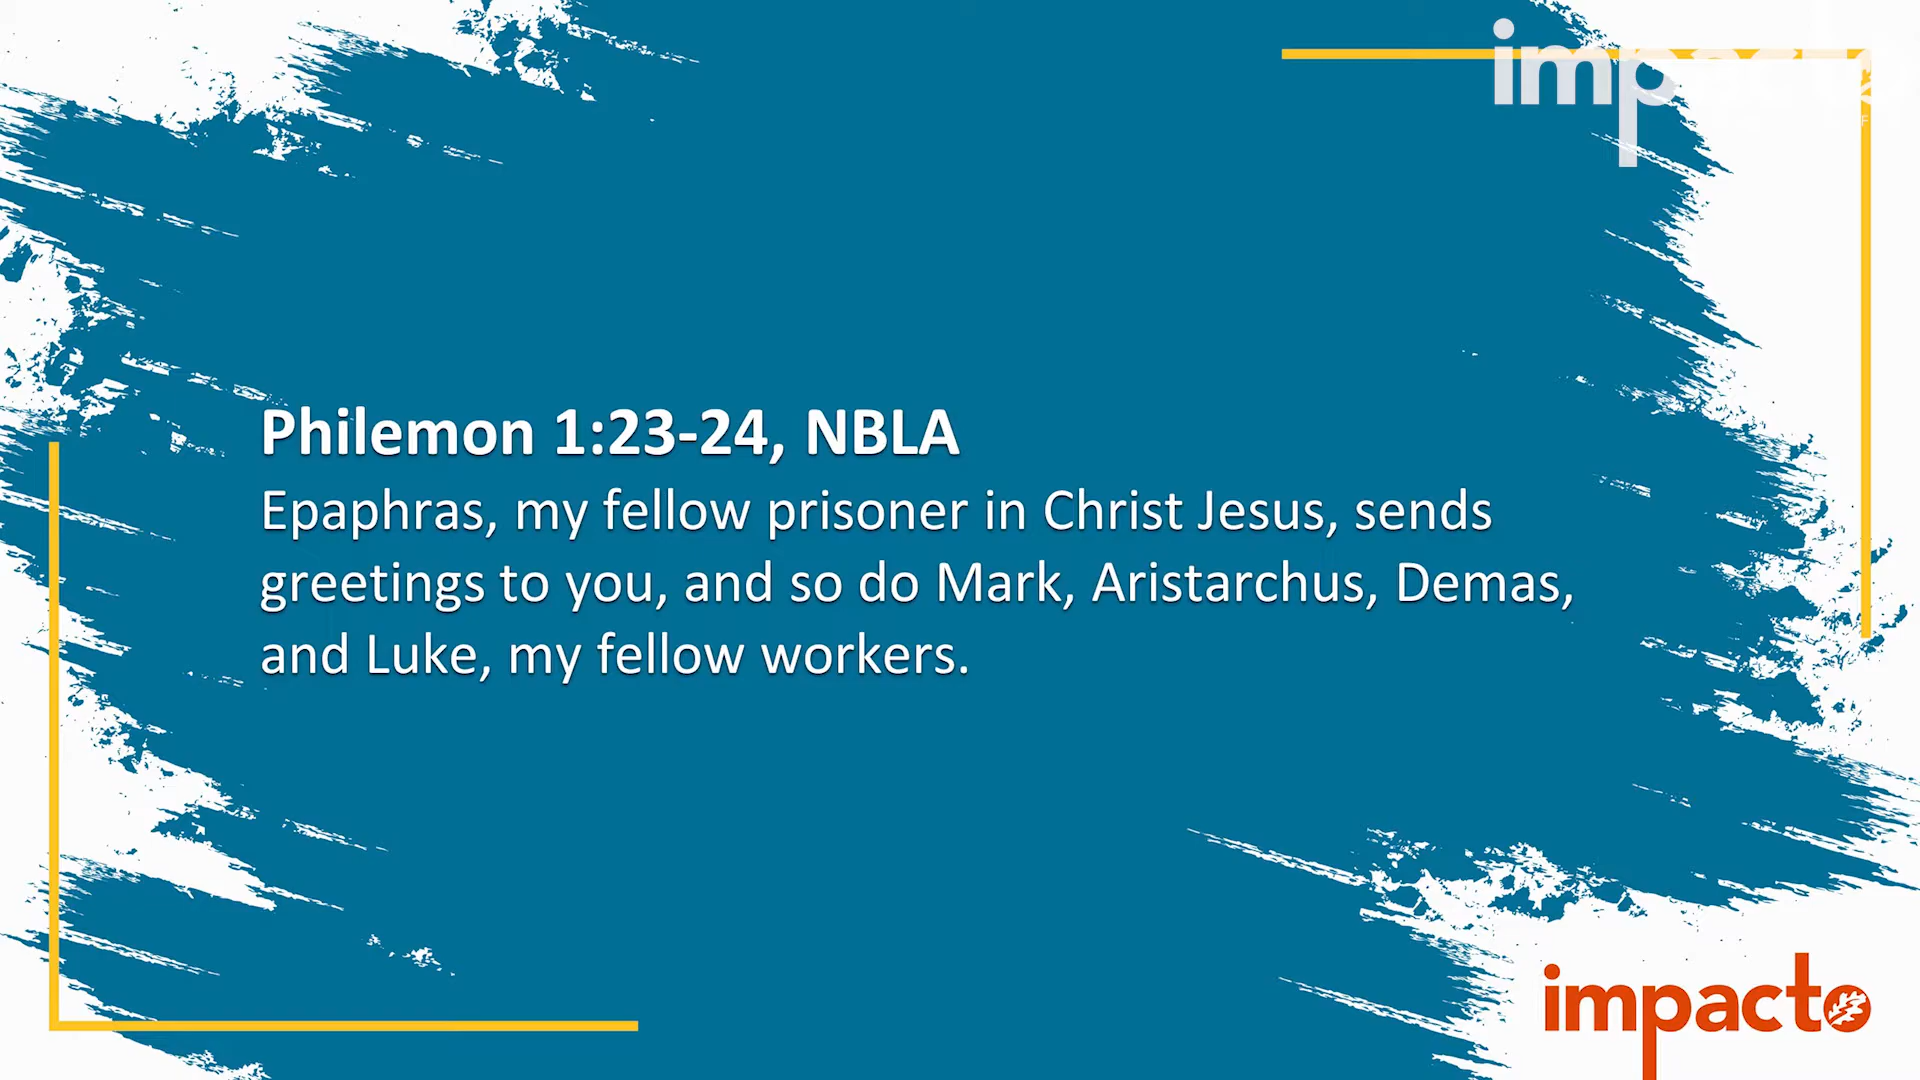 impacto
Philemon 1:23-24, NBLA
Epaphras, my fellow prisoner in Christ Jesus, sends
greetings to you, and so do Mark, Aristarchus, Demas,
and Luke, my fellow workers.
impacto